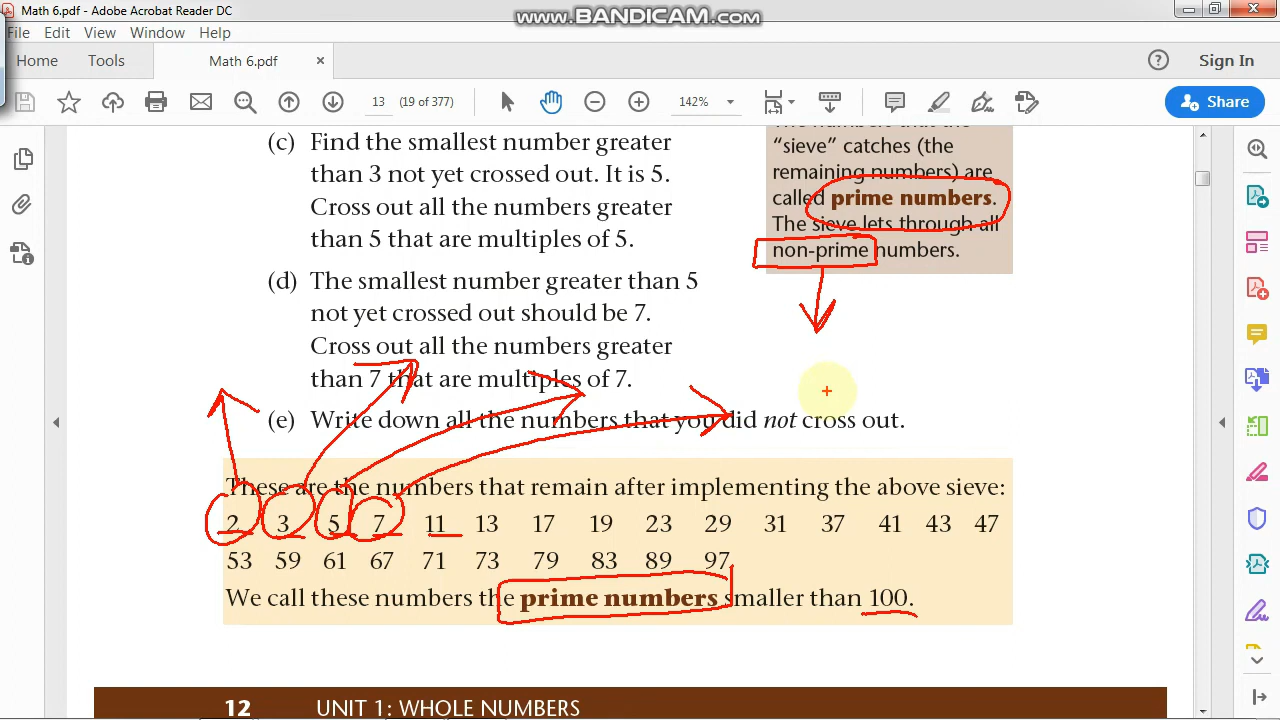 Math 6.pdf - Adobe Acrobat Reader DC
www.BANDICAM.com
File Edit View Window Help
Home Tools Math 6.pdf × ? Sign In
13 (19 of 377) 142% Share
(c) Find the smallest number greater
than 3 not yet crossed out. It is 5.
Cross out all the numbers greater
than 5 that are multiples of 5.
(d) The smallest number greater than 5
not yet crossed out should be 7.
Cross out all the numbers greater
than 7 that are multiples of 7.
(e) Write down all the numbers that you did not cross out.
The numbers that the
“sieve” catches (the
remaining numbers) are
called prime numbers.
The sieve lets through all
non-prime numbers.
These are the numbers that remain after implementing the above sieve:
2 3 5 7 11 13 17 19 23 29 31 37 41 43 47
53 59 61 67 71 73 79 83 89 97
We call these numbers the prime numbers smaller than 100.
12 UNIT 1: WHOLE NUMBERS